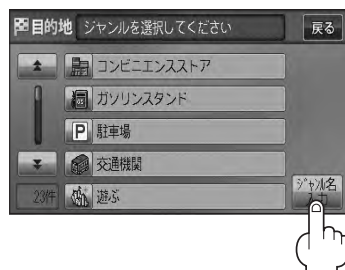 目的地 ジャンルを選択してください 戻る
コンビニエンスストア
ガソリンスタンド
P 駐車場
交通機関
23件 遊ぶ
ジャンル名
入力